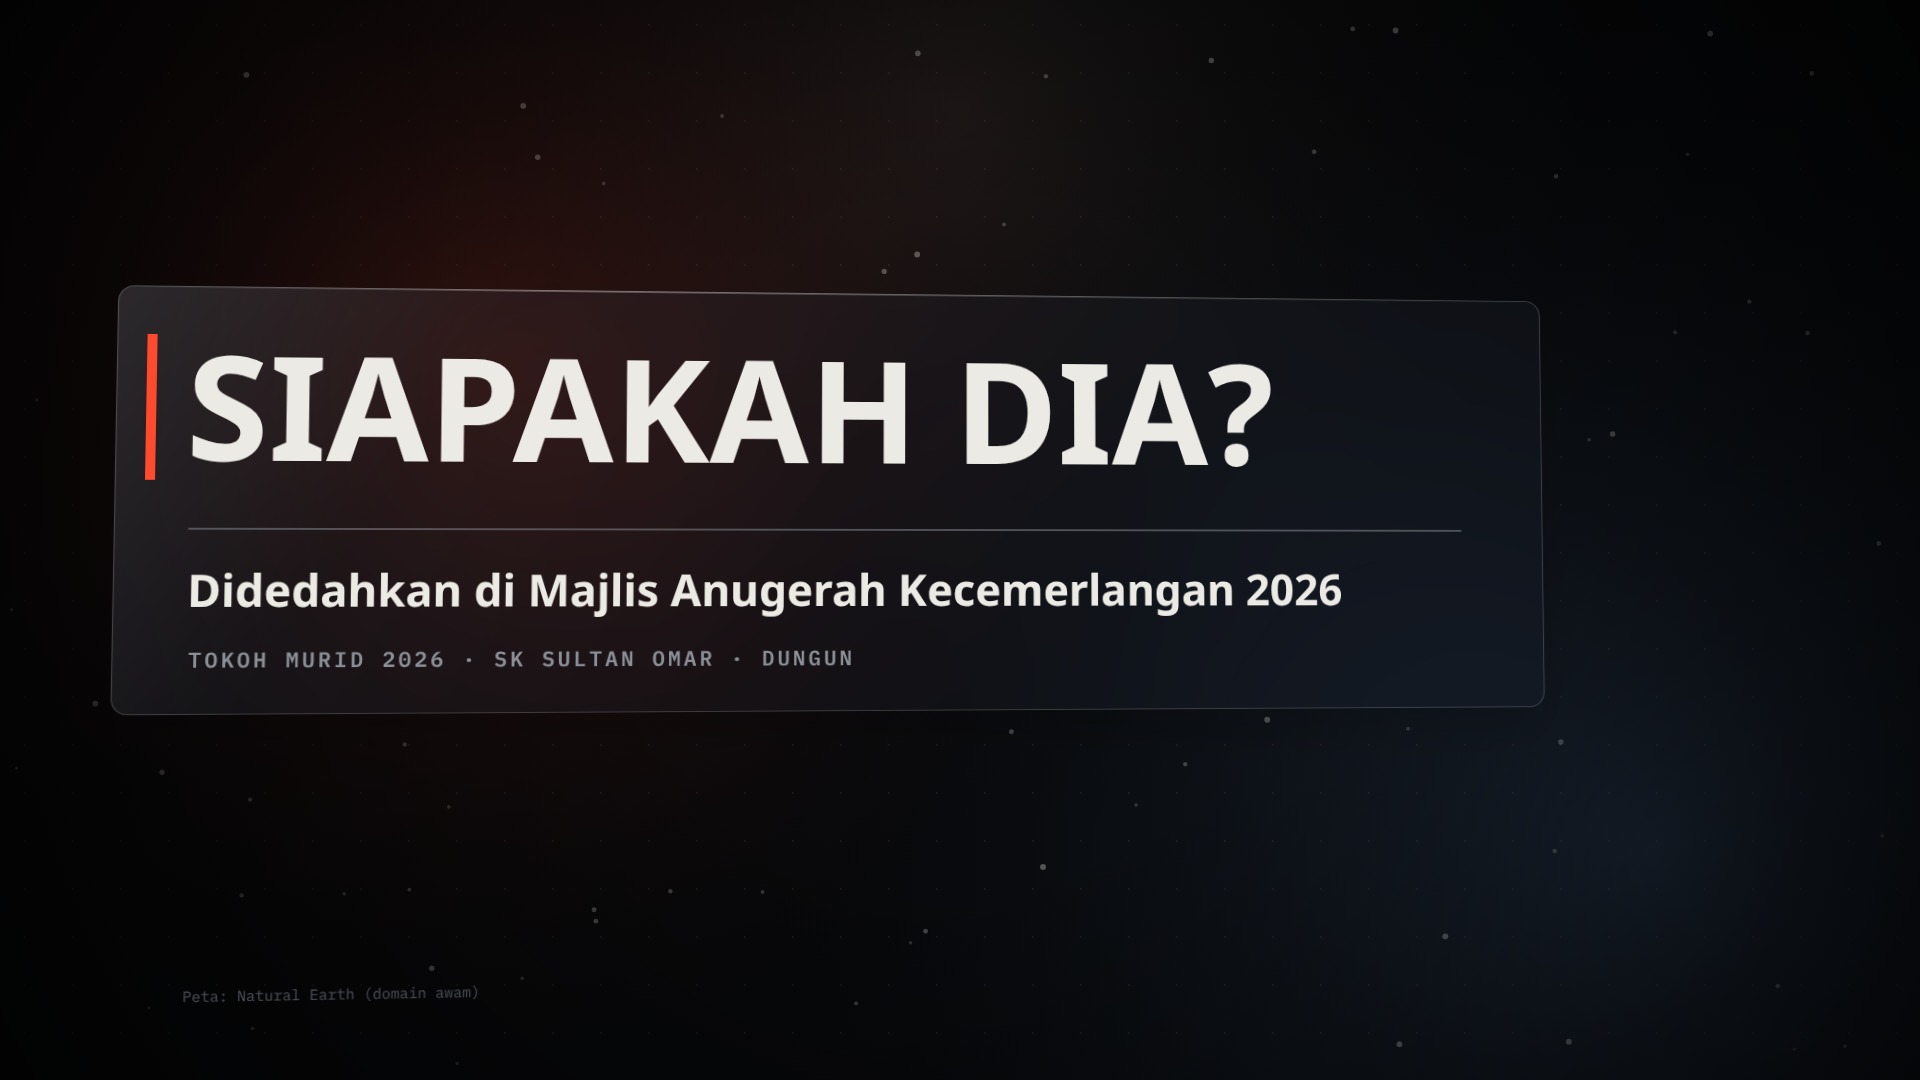 SIAPAKAH DIA?
Didedahkan di Majlis Anugerah Kecemerlangan 2026
TOKOH MURID 2026 · SK SULTAN OMAR · DUNGUN
Peta: Natural Earth (domain awam)